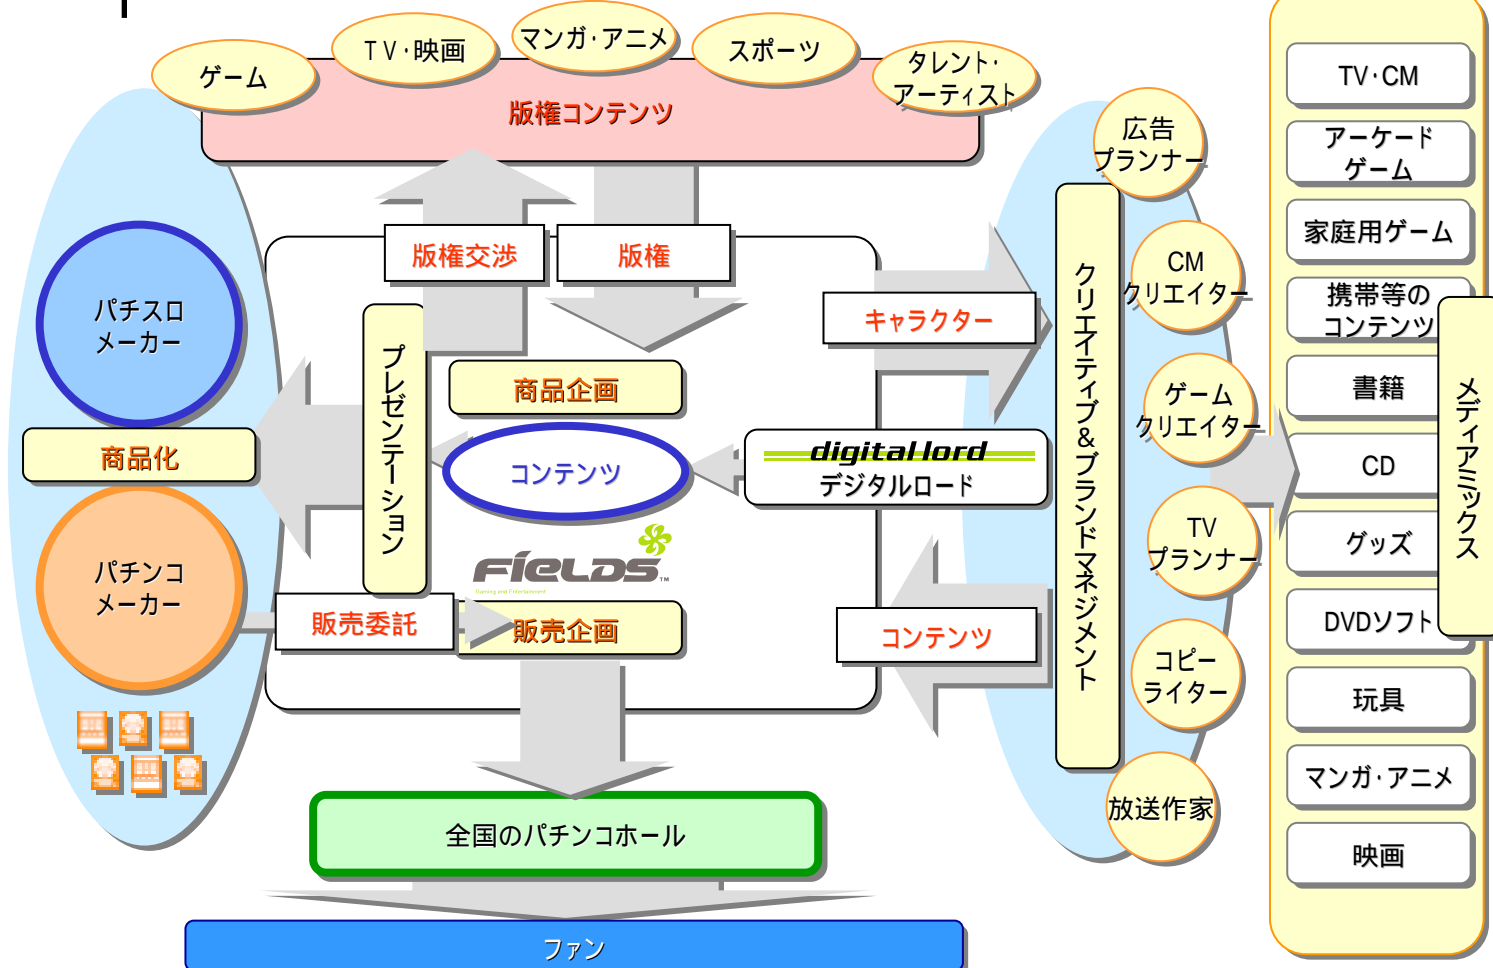 ゲーム
TV・映画
マンガ・アニメ
スポーツ
タレント・
アーティスト
版権コンテンツ
版権交渉
版権
パチスロ
メーカー
商品化
パチンコ
メーカー
プレゼンテーション
商品企画
コンテンツ
digital lord
デジタルロード
FIELDS™
Gaming and Entertainment
販売委託
販売企画
キャラクター
コンテンツ
クリエイティブ&ブランドマネジメント
広告
プランナー
CM
クリエイター
ゲーム
クリエイター
TV
プランナー
コピー
ライター
放送作家
TV・CM
アーケード
ゲーム
家庭用ゲーム
携帯等の
コンテンツ
書籍
CD
グッズ
DVDソフト
玩具
マンガ・アニメ
映画
メディアミックス
全国のパチンコホール
ファン